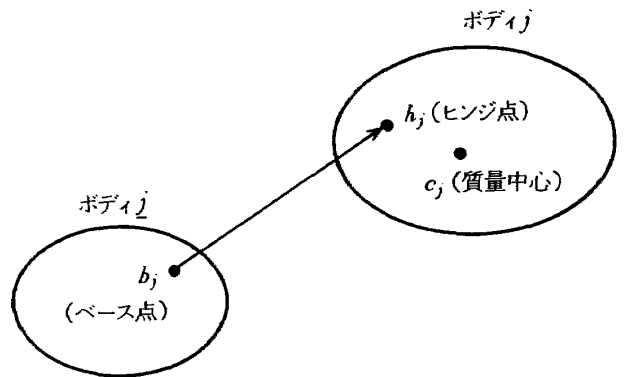 ボディj
h_j (ヒンジ点)
c_j (質量中心)
ボディj̲
b_j
(ベース点)